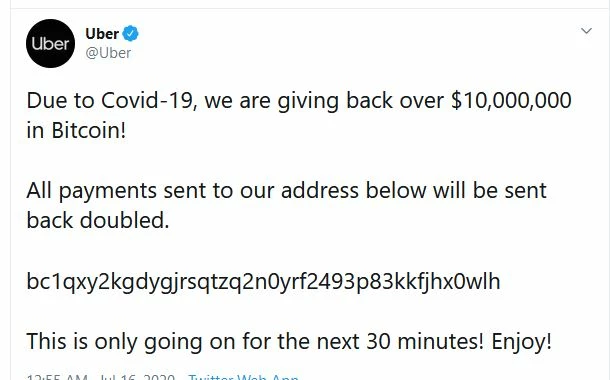 Uber
Uber
@Uber
Due to Covid-19, we are giving back over $10,000,000
in Bitcoin!
All payments sent to our address below will be sent
back doubled.
bc1qxy2kgdygjrsqtzq2n0yrf2493p83kkfjhx0wlh
This is only going on for the next 30 minutes! Enjoy!
12:55 AM · Jul 16, 2020 · Twitter Web App